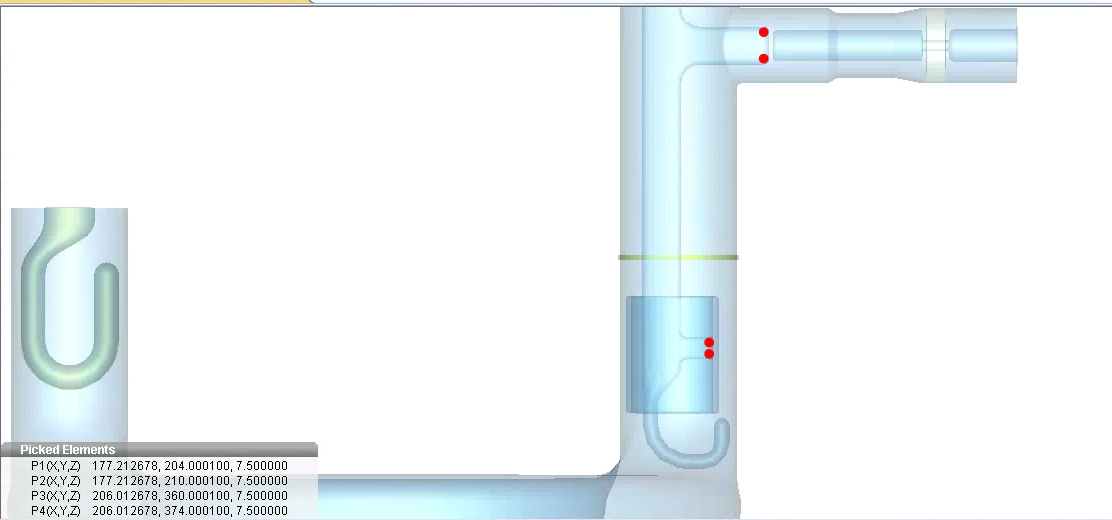 Picked Elements
P1(X,Y,Z) 177.212678, 204.000100, 7.500000
P2(X,Y,Z) 177.212678, 210.000100, 7.500000
P3(X,Y,Z) 206.012678, 360.000100, 7.500000
P4(X,Y,Z) 206.012678, 374.000100, 7.500000